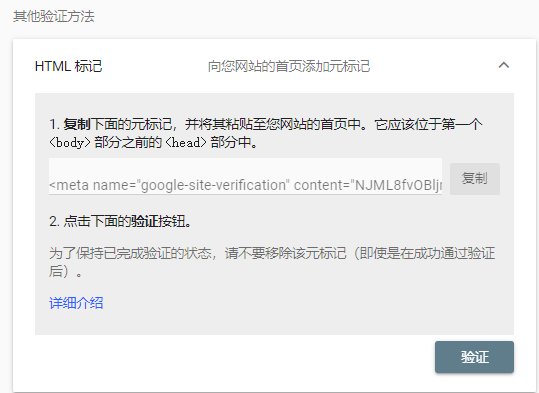 其他验证方法
HTML 标记 向您网站的首页添加元标记
1. 复制下面的元标记，并将其粘贴至您网站的首页中。它应该位于第一个
<body> 部分之前的 <head> 部分中。
<meta name="google-site-verification" content="NJML8fvOBljr 复制
2. 点击下面的验证按钮。
为了保持已完成验证的状态，请不要移除该元标记（即使是在成功通过验证
后）。
详细介绍
验证